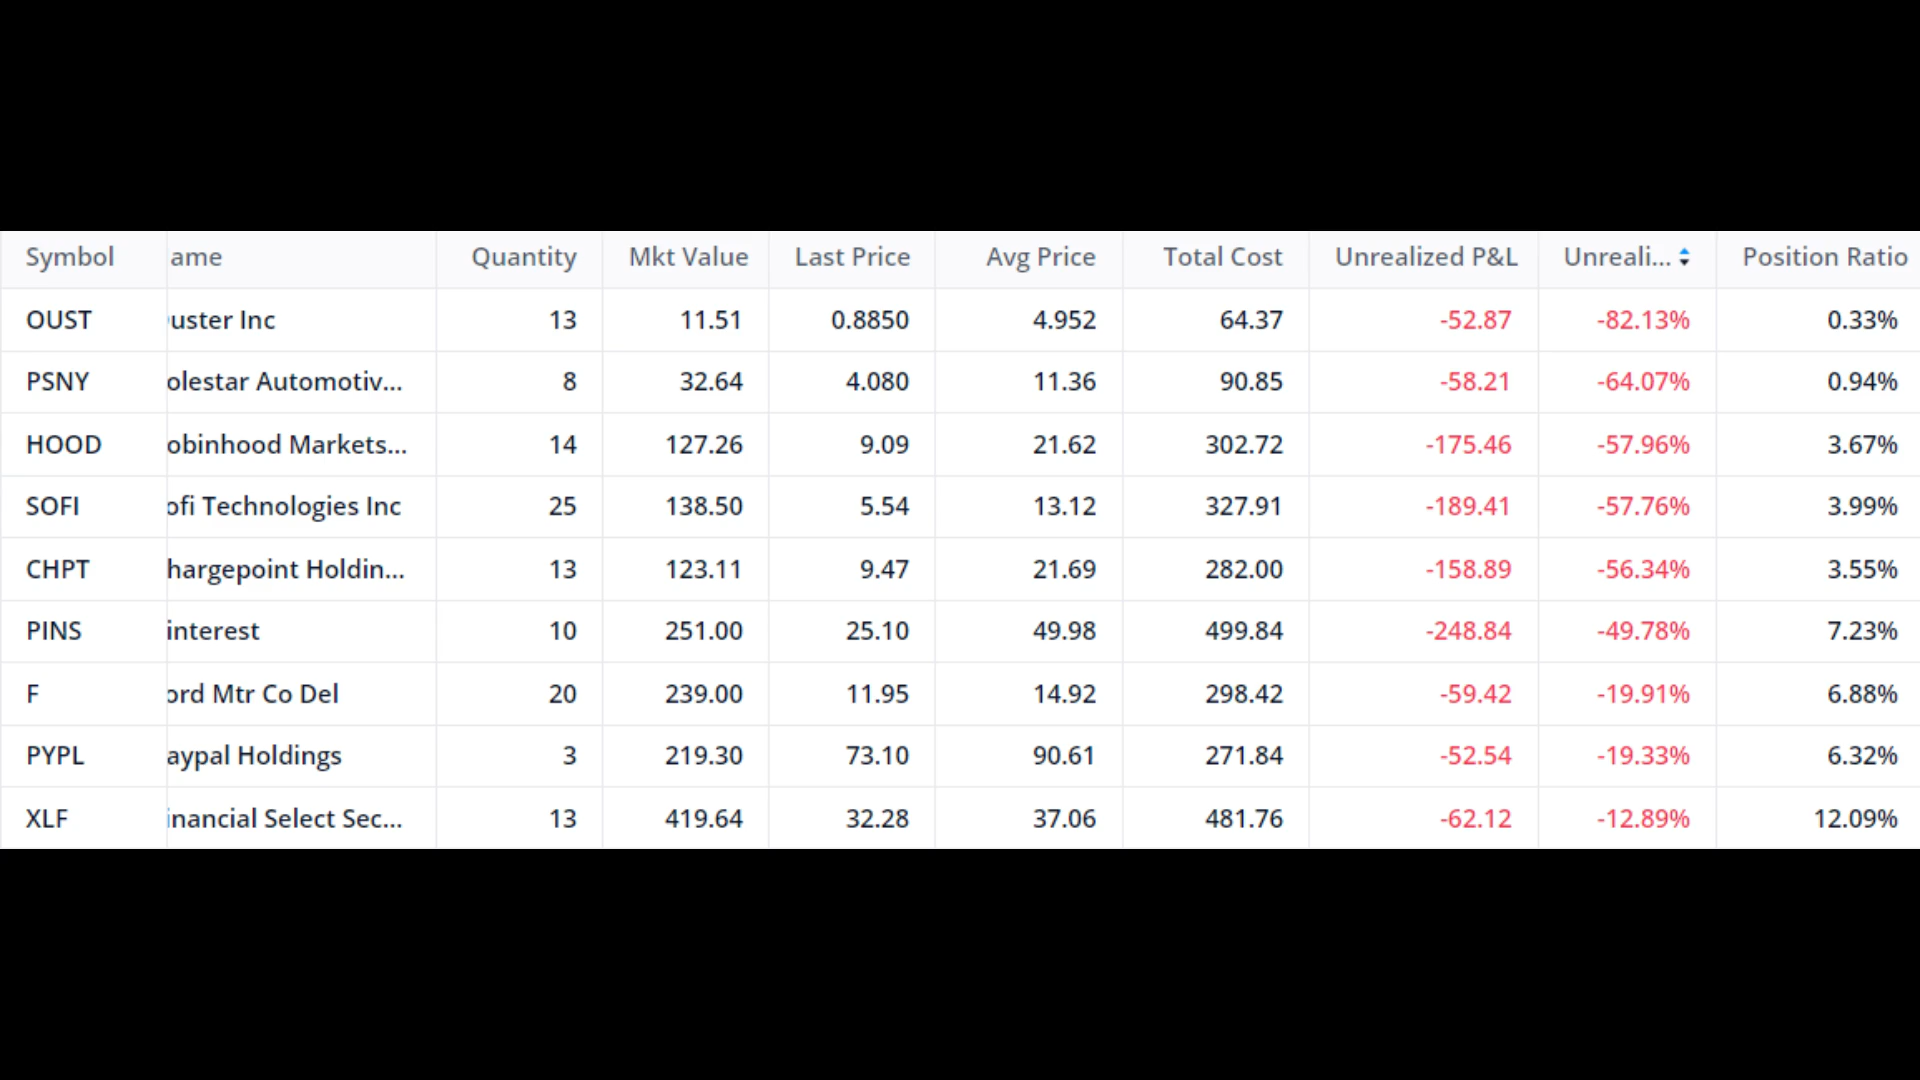 Symbol ame Quantity Mkt Value Last Price Avg Price Total Cost Unrealized P&L Unreali... Position Ratio
OUST uster Inc 13 11.51 0.8850 4.952 64.37 -52.87 -82.13% 0.33%
PSNY olestar Automotiv... 8 32.64 4.080 11.36 90.85 -58.21 -64.07% 0.94%
HOOD obinhood Markets... 14 127.26 9.09 21.62 302.72 -175.46 -57.96% 3.67%
SOFI ofi Technologies Inc 25 138.50 5.54 13.12 327.91 -189.41 -57.76% 3.99%
CHPT hargepoint Holdin... 13 123.11 9.47 21.69 282.00 -158.89 -56.34% 3.55%
PINS interest 10 251.00 25.10 49.98 499.84 -248.84 -49.78% 7.23%
F ord Mtr Co Del 20 239.00 11.95 14.92 298.42 -59.42 -19.91% 6.88%
PYPL aypal Holdings 3 219.30 73.10 90.61 271.84 -52.54 -19.33% 6.32%
XLF inancial Select Sec... 13 419.64 32.28 37.06 481.76 -62.12 -12.89% 12.09%